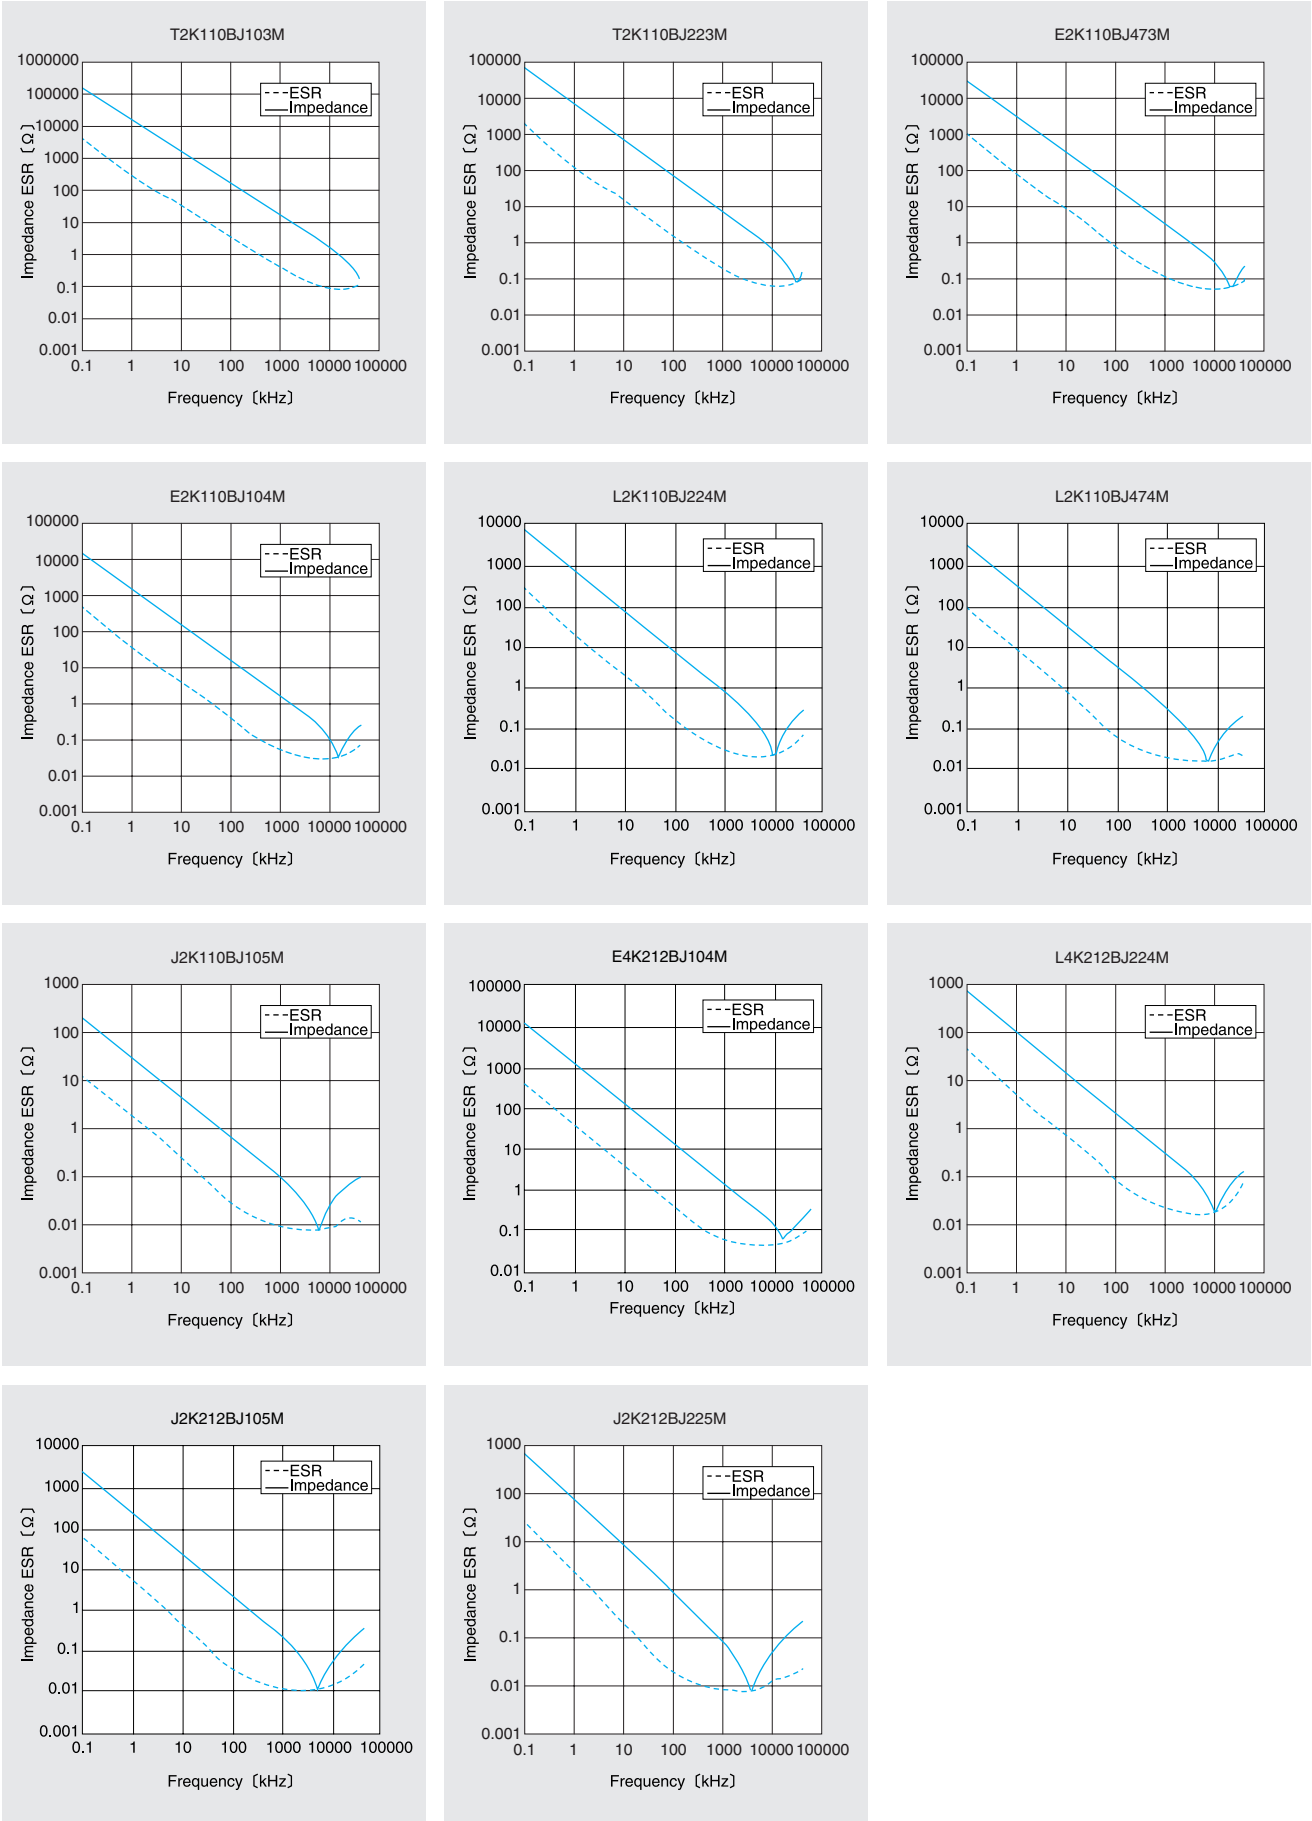 T2K110BJ103M
1000000
100000
10000
1000
100
10
1
0.1
0.01
0.001
Impedance ESR〔Ω〕
ESR
Impedance
0.1 1 10 100 1000 10000 100000
Frequency〔kHz〕
T2K110BJ223M
100000
10000
1000
100
10
1
0.1
0.01
0.001
Impedance ESR〔Ω〕
ESR
Impedance
0.1 1 10 100 1000 10000 100000
Frequency〔kHz〕
E2K110BJ473M
100000
10000
1000
100
10
1
0.1
0.01
0.001
Impedance ESR〔Ω〕
ESR
Impedance
0.1 1 10 100 1000 10000 100000
Frequency〔kHz〕
E2K110BJ104M
100000
10000
1000
100
10
1
0.1
0.01
0.001
Impedance ESR〔Ω〕
ESR
Impedance
0.1 1 10 100 1000 10000 100000
Frequency〔kHz〕
L2K110BJ224M
10000
1000
100
10
1
0.1
0.01
0.001
Impedance ESR〔Ω〕
ESR
Impedance
0.1 1 10 100 1000 10000 100000
Frequency〔kHz〕
L2K110BJ474M
10000
1000
100
10
1
0.1
0.01
0.001
Impedance ESR〔Ω〕
ESR
Impedance
0.1 1 10 100 1000 10000 100000
Frequency〔kHz〕
J2K110BJ105M
1000
100
10
1
0.1
0.01
0.001
Impedance ESR〔Ω〕
ESR
Impedance
0.1 1 10 100 1000 10000 100000
Frequency〔kHz〕
E4K212BJ104M
100000
10000
1000
100
10
1
0.1
0.01
Impedance ESR〔Ω〕
ESR
Impedance
0.1 1 10 100 1000 10000 100000
Frequency〔kHz〕
L4K212BJ224M
1000
100
10
1
0.1
0.01
0.001
Impedance ESR〔Ω〕
ESR
Impedance
0.1 1 10 100 1000 10000 100000
Frequency〔kHz〕
J2K212BJ105M
10000
1000
100
10
1
0.1
0.01
0.001
Impedance ESR〔Ω〕
ESR
Impedance
0.1 1 10 100 1000 10000 100000
Frequency〔kHz〕
J2K212BJ225M
1000
100
10
1
0.1
0.01
0.001
Impedance ESR〔Ω〕
ESR
Impedance
0.1 1 10 100 1000 10000 100000
Frequency〔kHz〕